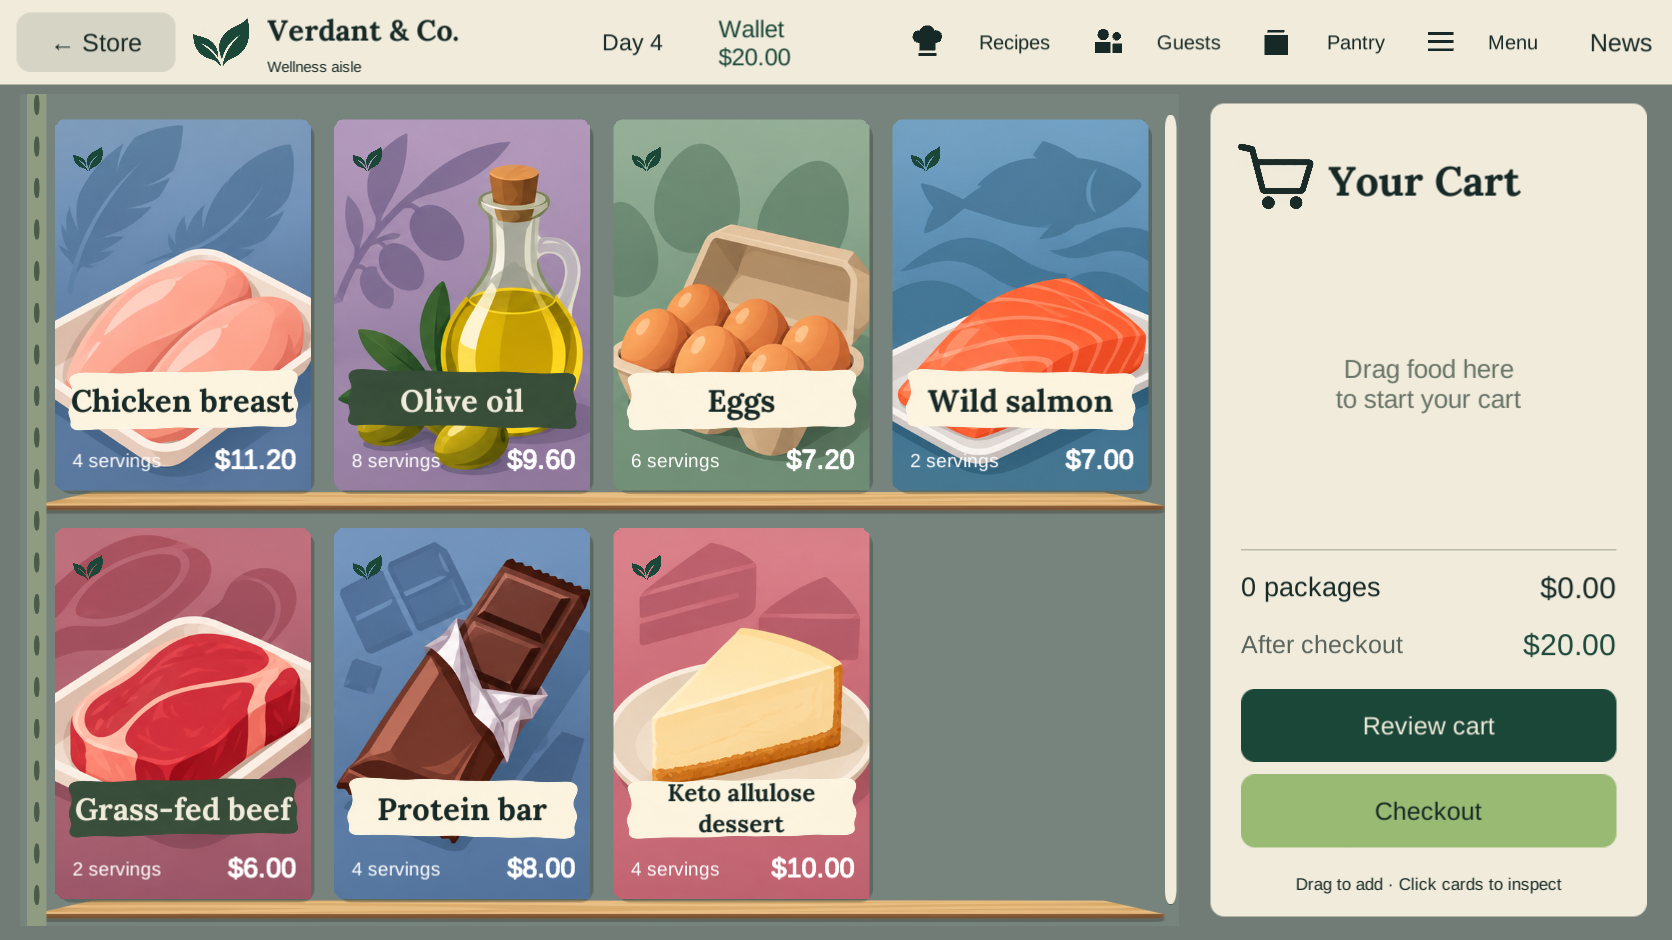 ← Store
Verdant & Co.
Wellness aisle
Day 4
Wallet
$20.00
Recipes
Guests
Pantry
Menu
News
Chicken breast
4 servings
$11.20
Olive oil
8 servings
$9.60
Eggs
6 servings
$7.20
Wild salmon
2 servings
$7.00
Grass-fed beef
2 servings
$6.00
Protein bar
4 servings
$8.00
Keto allulose
dessert
4 servings
$10.00
Your Cart
Drag food here
to start your cart
0 packages
$0.00
After checkout
$20.00
Review cart
Checkout
Drag to add · Click cards to inspect